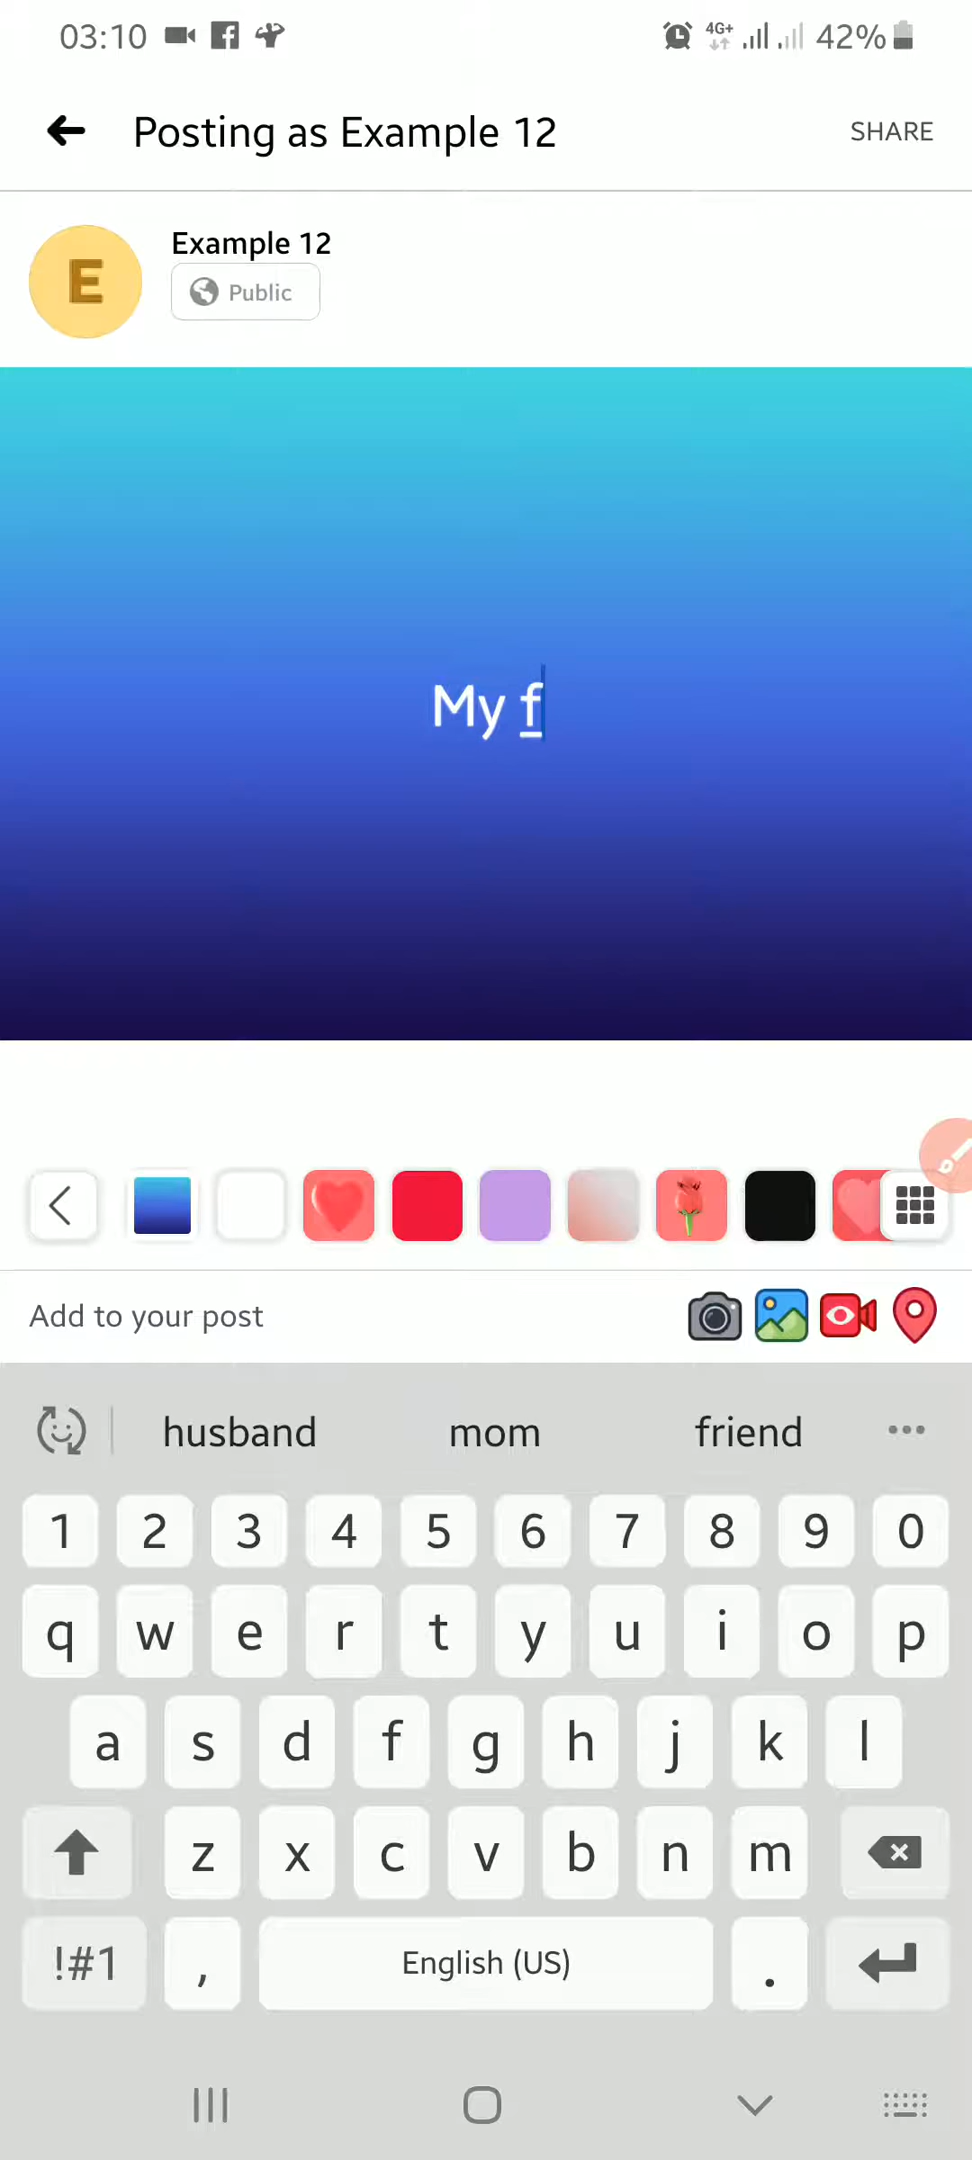 03:10 4G+ 42%
Posting as Example 12 SHARE
E
Example 12
Public
My f
Add to your post
husband mom friend
1 2 3 4 5 6 7 8 9 0
q w e r t y u i o p
a s d f g h j k l
z x c v b n m
!#1 , English (US) .